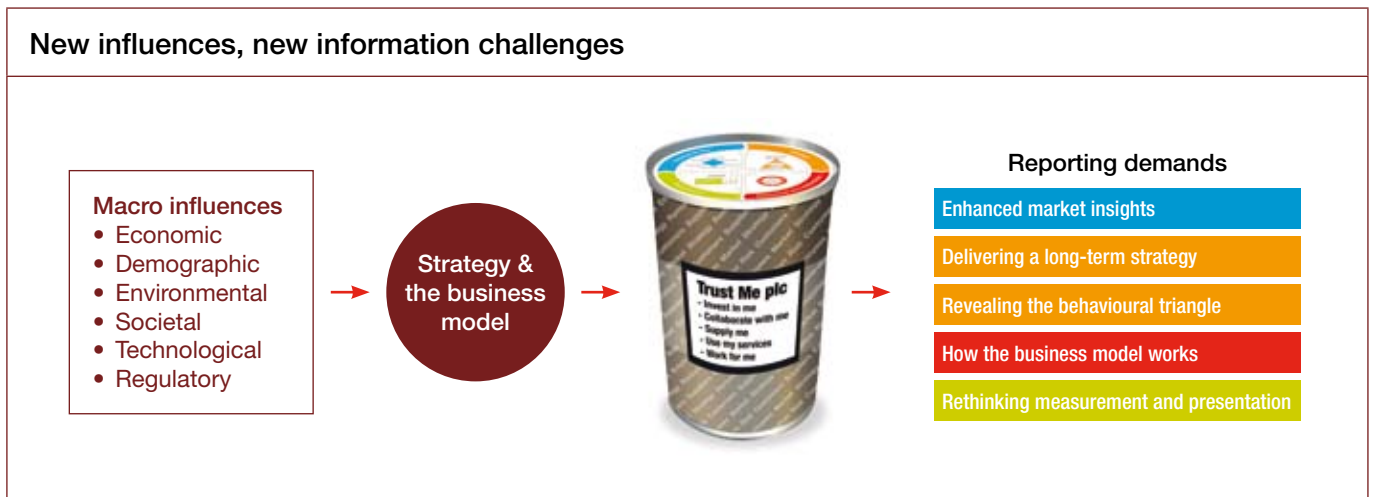 New influences, new information challenges
Macro influences
• Economic
• Demographic
• Environmental
• Societal
• Technological
• Regulatory
Strategy &
the business
model
Trust Me plc
- Invest in me
- Collaborate with me
- Supply me
- Use my services
- Work for me
Reporting demands
Enhanced market insights
Delivering a long-term strategy
Revealing the behavioural triangle
How the business model works
Rethinking measurement and presentation